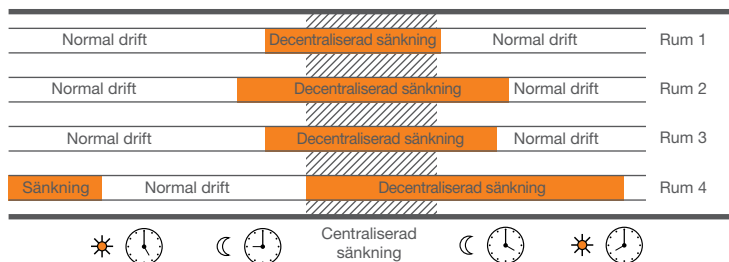 Normal drift Decentraliserad sänkning Normal drift Rum 1
Normal drift Decentraliserad sänkning Normal drift Rum 2
Normal drift Decentraliserad sänkning Normal drift Rum 3
Sänkning Normal drift Decentraliserad sänkning Rum 4
Centraliserad
sänkning